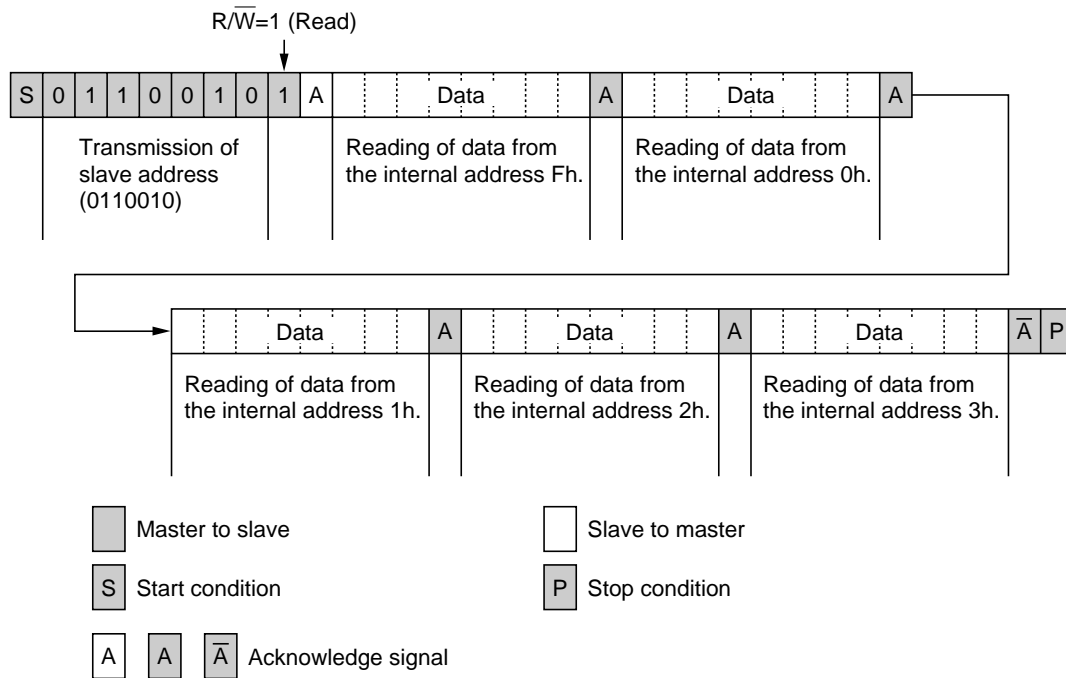 R/W̅=1 (Read)
S 0 1 1 0 0 1 0 1 A Data A Data A
Transmission of
slave address
(0110010)
Reading of data from
the internal address Fh.
Reading of data from
the internal address 0h.
Data A Data A Data A̅ P
Reading of data from
the internal address 1h.
Reading of data from
the internal address 2h.
Reading of data from
the internal address 3h.
Master to slave
Slave to master
S Start condition
P Stop condition
A A A̅ Acknowledge signal